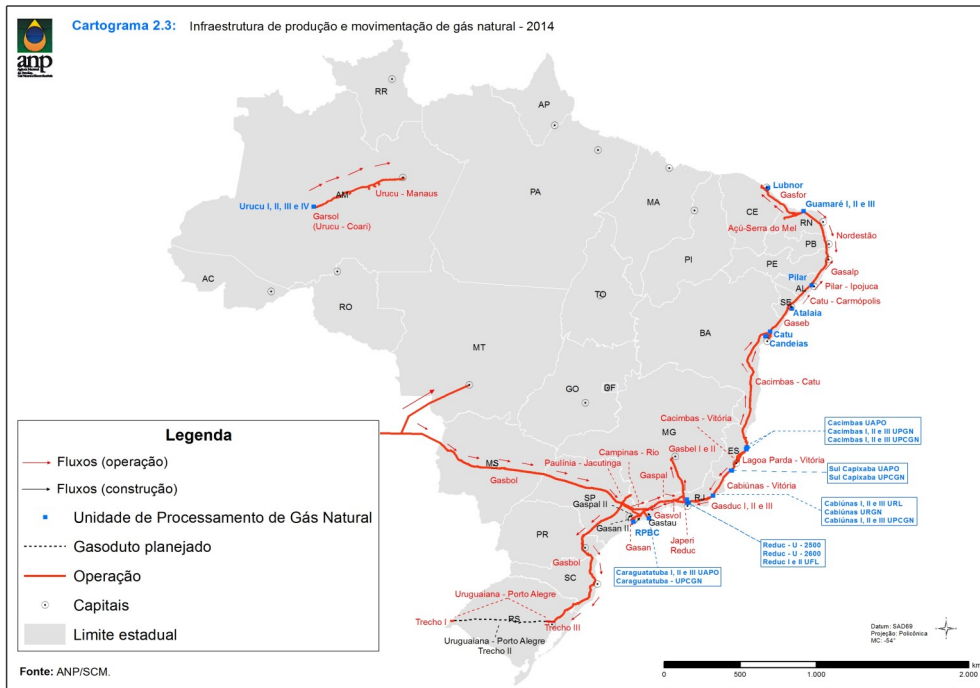 Cartograma 2.3: Infraestrutura de produção e movimentação de gás natural - 2014
anp
RR
AP
AM
Urucu - Manaus
Urucu I, II, III e IV
Garsol
(Urucu - Coari)
PA
MA
CE
Lubnor
Gasfor
Guamaré I, II e III
RN
Açú-Serra do Mel
Nordestão
PB
PI
PE
Gasalp
Pilar
AL
Pilar - Ipojuca
Catu - Carmópolis
SE
Atalaia
Gaseb
AC
RO
TO
BA
Catu
Candeias
MT
GO
DF
Cacimbas - Catu
MG
Cacimbas - Vitória
Cacimbas UAPO
Cacimbas I, II e III UPGN
Cacimbas I, II e III UPCGN
ES
Lagoa Parda - Vitória
Sul Capixaba UAPO
Sul Capixaba UPCGN
Campinas - Rio
Gasbel I e II
Paulínia - Jacutinga
Gaspal
Cabiúnas - Vitória
MS
Gasbol
SP
Gaspal II
RJ
Gasduc I, II e III
Cabiúnas I, II e III URL
Cabiúnas URGN
Cabiúnas I, II e III UPCGN
Gasan II
Gasvol
Gastau
RPBC
Gasan
Japeri
Reduc
Reduc - U - 2500
Reduc - U - 2600
Reduc I e II UFL
PR
Gasbol
Caraguatatuba I, II e III UAPO
Caraguatatuba - UPCGN
SC
Uruguaiana - Porto Alegre
RS
Trecho I
Trecho III
Uruguaiana - Porto Alegre
Trecho II
Legenda
Fluxos (operação)
Fluxos (construção)
Unidade de Processamento de Gás Natural
Gasoduto planejado
Operação
Capitais
Limite estadual
Datum: SAD69
Projeção: Policônica
MC: -54°
km
0 500 1.000 2.000
Fonte: ANP/SCM.